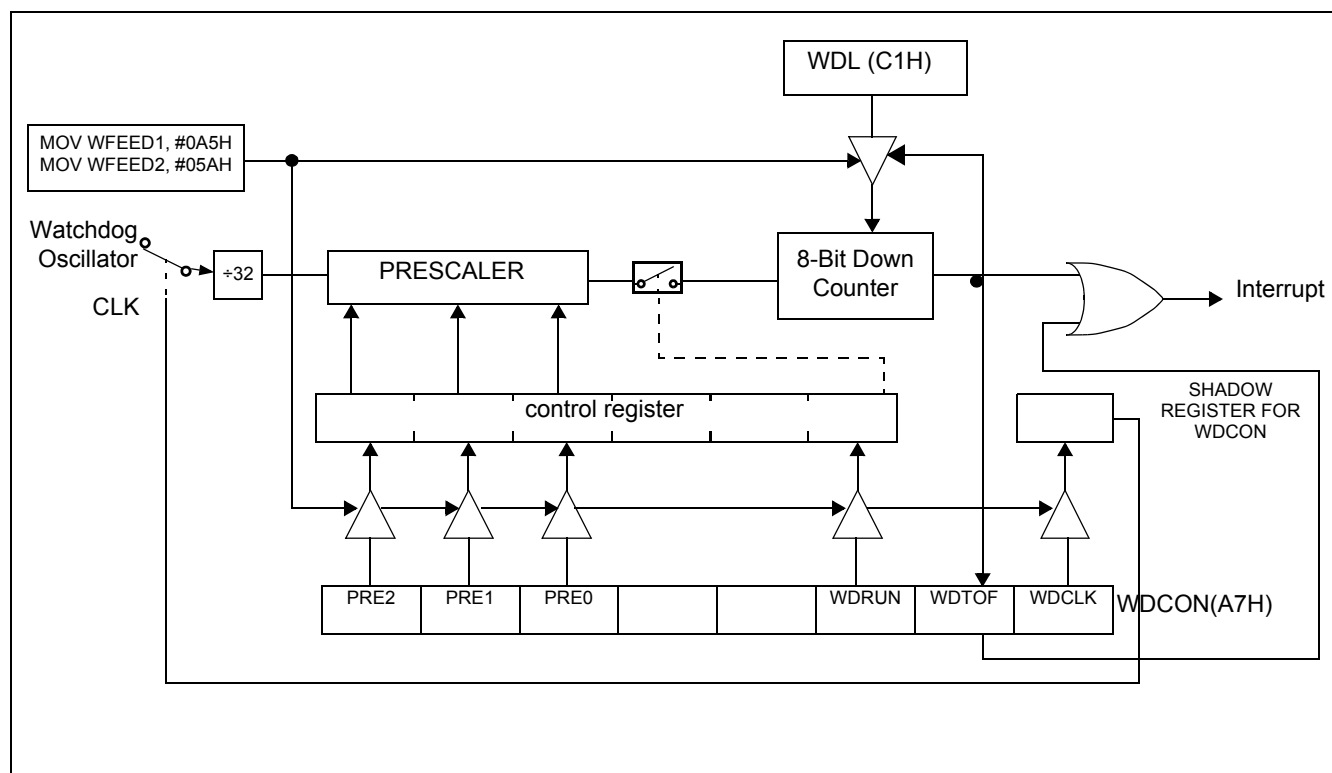 WDL (C1H)
MOV WFEED1, #0A5H
MOV WFEED2, #05AH
Watchdog
Oscillator
CLK
÷32
PRESCALER
8-Bit Down
Counter
Interrupt
control register
SHADOW
REGISTER FOR
WDCON
PRE2
PRE1
PRE0
WDRUN
WDTOF
WDCLK
WDCON(A7H)